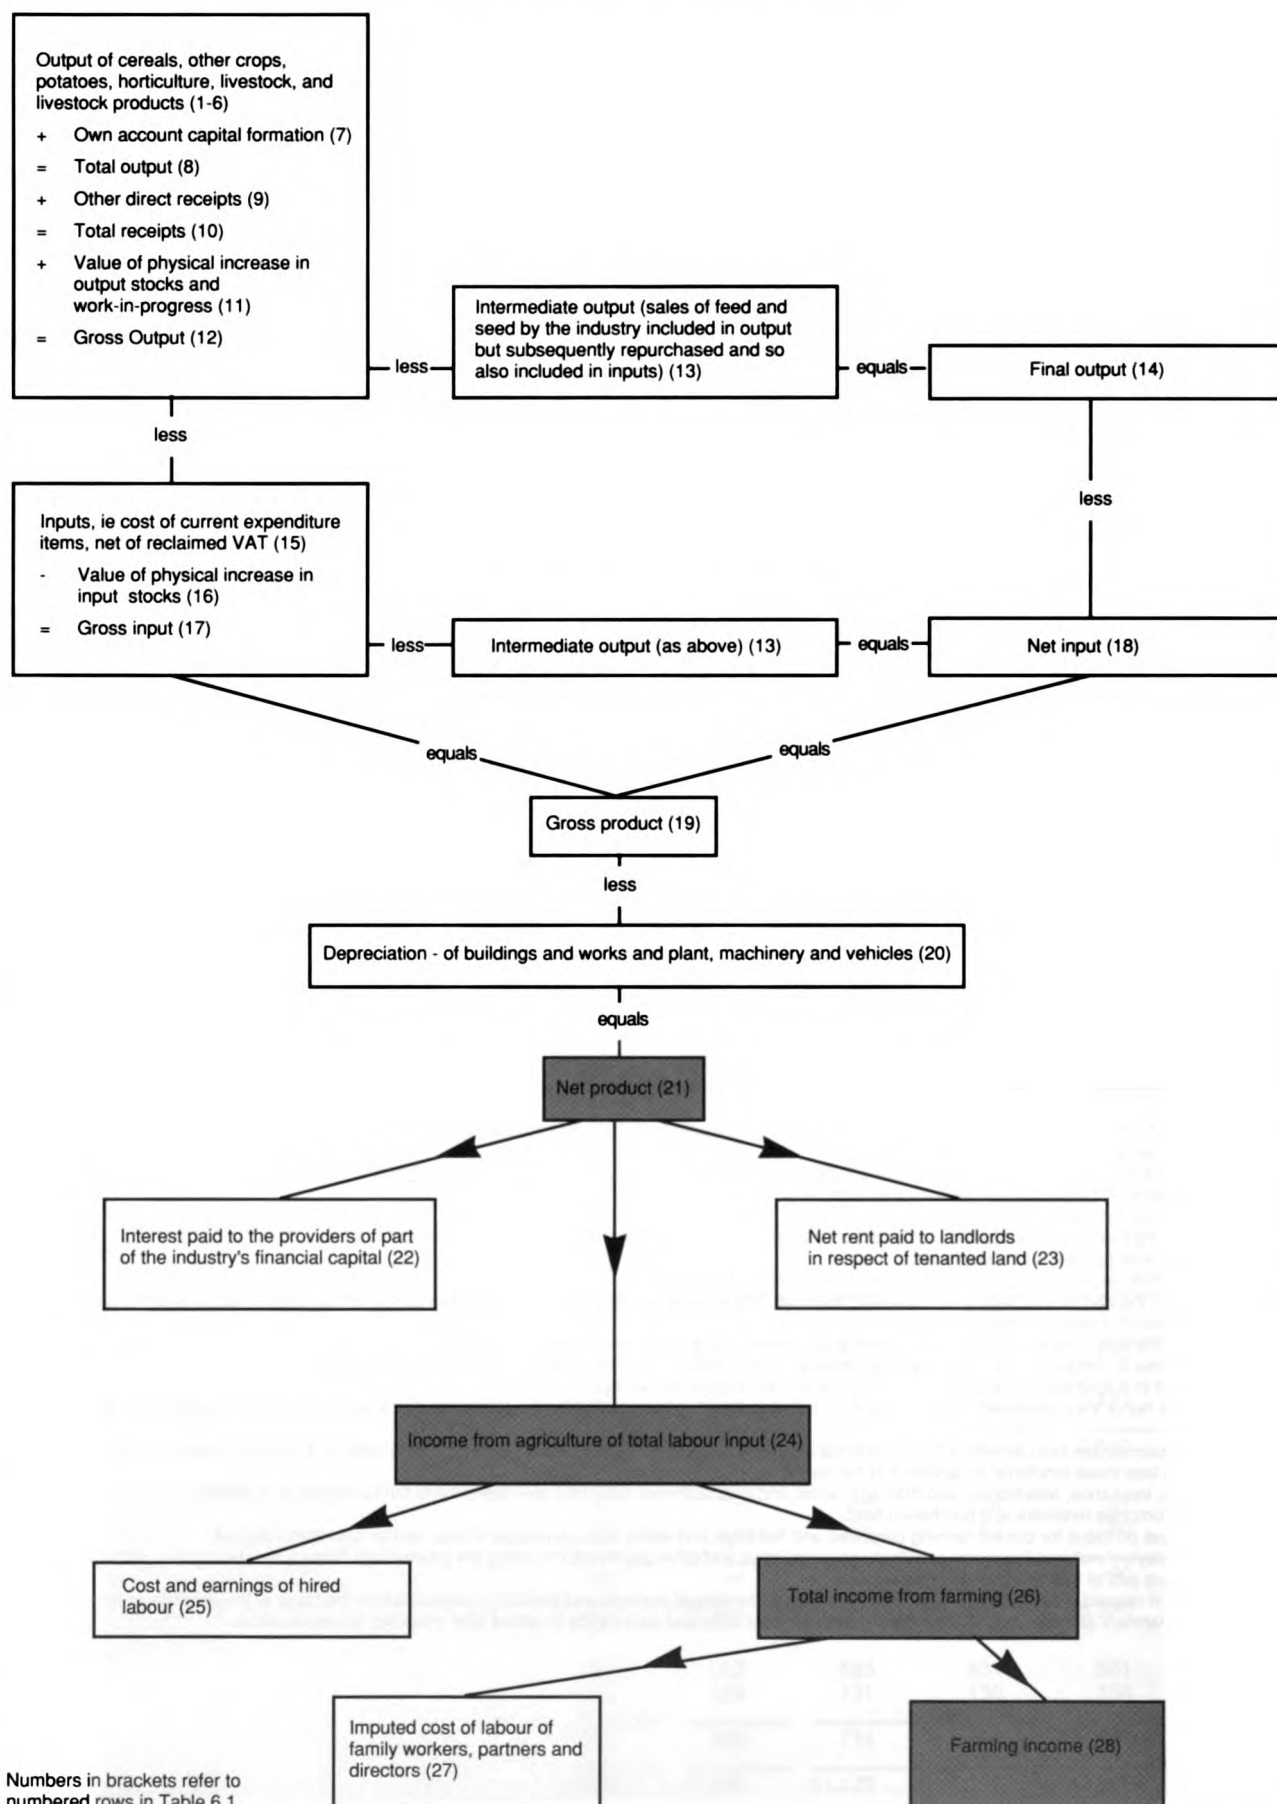 Output of cereals, other crops,
potatoes, horticulture, livestock, and
livestock products (1-6)
+ Own account capital formation (7)
= Total output (8)
+ Other direct receipts (9)
= Total receipts (10)
+ Value of physical increase in
output stocks and
work-in-progress (11)
= Gross Output (12)
less
Intermediate output (sales of feed and
seed by the industry included in output
but subsequently repurchased and so
also included in inputs) (13)
equals
Final output (14)
less
less
Inputs, ie cost of current expenditure
items, net of reclaimed VAT (15)
- Value of physical increase in
input stocks (16)
= Gross input (17)
less
Intermediate output (as above) (13)
equals
Net input (18)
equals
equals
Gross product (19)
less
Depreciation - of buildings and works and plant, machinery and vehicles (20)
equals
Net product (21)
Interest paid to the providers of part
of the industry's financial capital (22)
Net rent paid to landlords
in respect of tenanted land (23)
Income from agriculture of total labour input (24)
Cost and earnings of hired
labour (25)
Total income from farming (26)
Imputed cost of labour of
family workers, partners and
directors (27)
Farming income (28)
Numbers in brackets refer to
numbered rows in Table 6.1